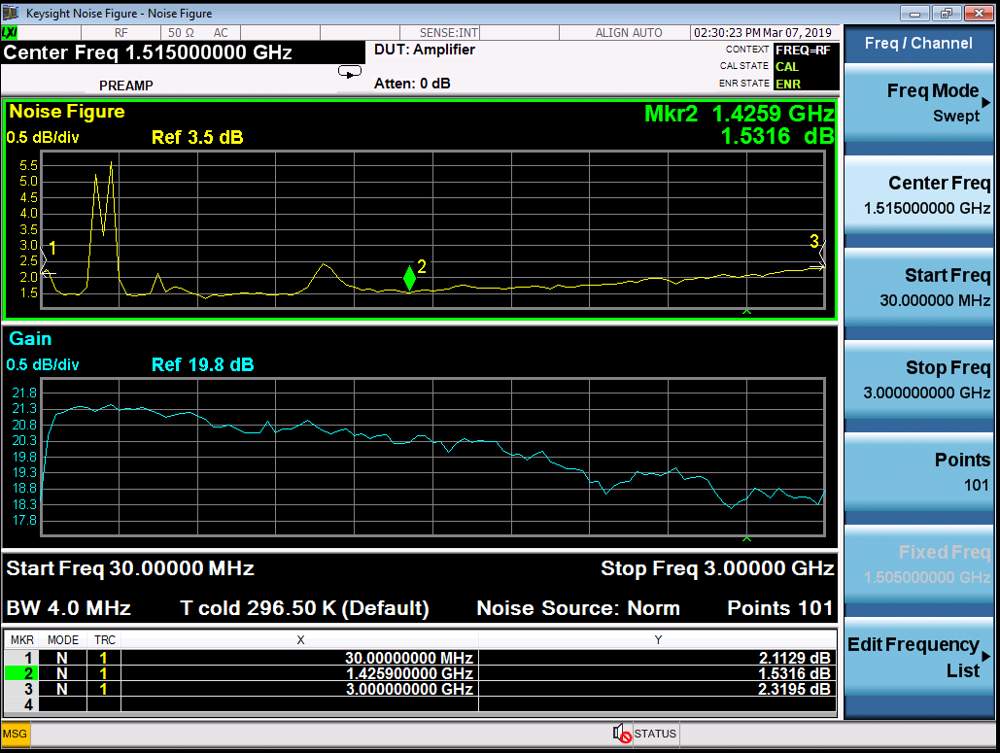 Keysight Noise Figure - Noise Figure
LXI RF 50 Ω AC SENSE:INT ALIGN AUTO 02:30:23 PM Mar 07, 2019
Center Freq 1.515000000 GHz
PREAMP
DUT: Amplifier
Atten: 0 dB
CONTEXT FREQ=RF
CAL STATE CAL
ENR STATE ENR
Noise Figure
0.5 dB/div Ref 3.5 dB
Mkr2 1.4259 GHz
1.5316 dB
5.5
5.0
4.5
4.0
3.5
3.0
2.5
2.0
1.5
1
2
3
Gain
0.5 dB/div Ref 19.8 dB
21.8
21.3
20.8
20.3
19.8
19.3
18.8
18.3
17.8
Start Freq 30.00000 MHz Stop Freq 3.00000 GHz
BW 4.0 MHz T cold 296.50 K (Default) Noise Source: Norm Points 101
MKR MODE TRC X Y
1 N 1 30.00000000 MHz 2.1129 dB
2 N 1 1.425900000 GHz 1.5316 dB
3 N 1 3.000000000 GHz 2.3195 dB
4
MSG STATUS
Freq / Channel
Freq Mode
Swept
Center Freq
1.515000000 GHz
Start Freq
30.000000 MHz
Stop Freq
3.000000000 GHz
Points
101
Fixed Freq
1.505000000 GHz
Edit Frequency
List